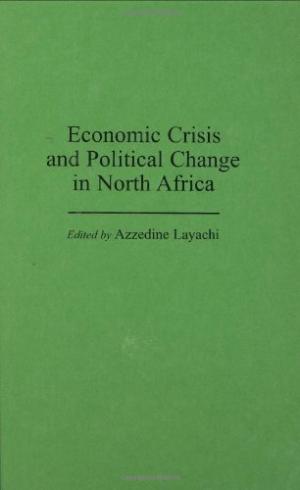 Economic Crisis
and Political Change
in North Africa
Edited by Azzedine Layachi